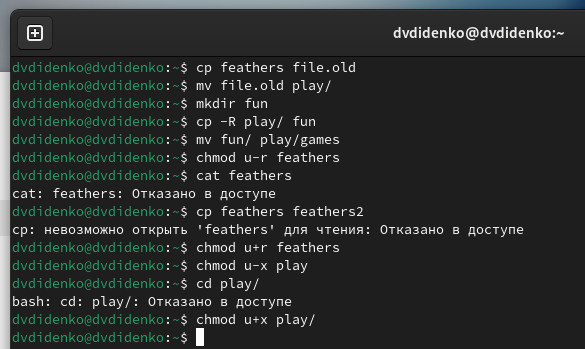 dvdidenko@dvdidenko:~
dvdidenko@dvdidenko:~$ cp feathers file.old
dvdidenko@dvdidenko:~$ mv file.old play/
dvdidenko@dvdidenko:~$ mkdir fun
dvdidenko@dvdidenko:~$ cp -R play/ fun
dvdidenko@dvdidenko:~$ mv fun/ play/games
dvdidenko@dvdidenko:~$ chmod u-r feathers
dvdidenko@dvdidenko:~$ cat feathers
cat: feathers: Отказано в доступе
dvdidenko@dvdidenko:~$ cp feathers feathers2
cp: невозможно открыть 'feathers' для чтения: Отказано в доступе
dvdidenko@dvdidenko:~$ chmod u+r feathers
dvdidenko@dvdidenko:~$ chmod u-x play
dvdidenko@dvdidenko:~$ cd play/
bash: cd: play/: Отказано в доступе
dvdidenko@dvdidenko:~$ chmod u+x play/
dvdidenko@dvdidenko:~$